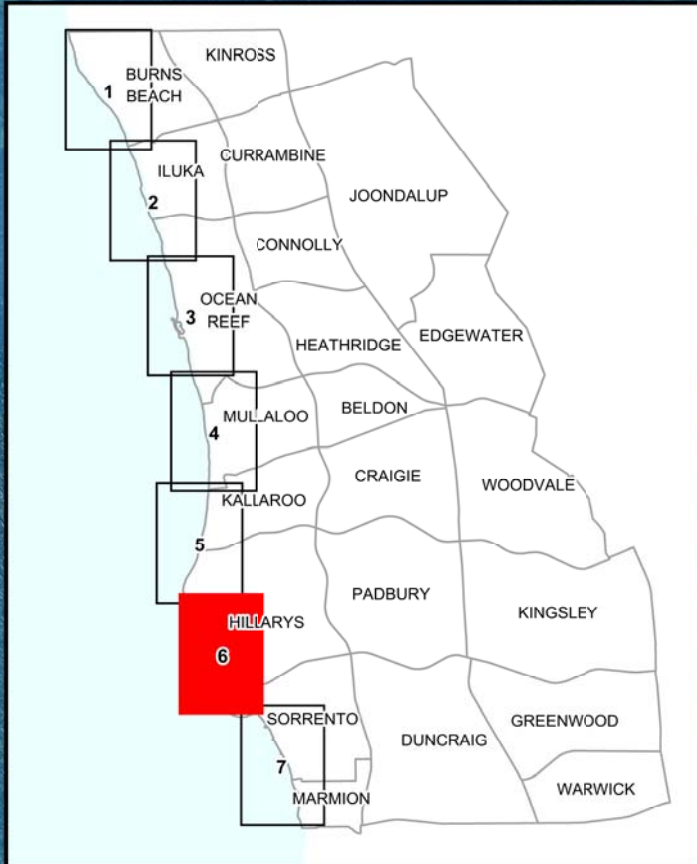 KINROSS
BURNS
BEACH
1
CURRAMBINE
ILUKA
JOONDALUP
2
CONNOLLY
OCEAN
REEF
3
EDGEWATER
HEATHRIDGE
BELDON
MULLALOO
4
CRAIGIE
WOODVALE
KALLAROO
5
PADBURY
KINGSLEY
HILLARYS
6
SORRENTO
GREENWOOD
DUNCRAIG
7
WARWICK
MARMION